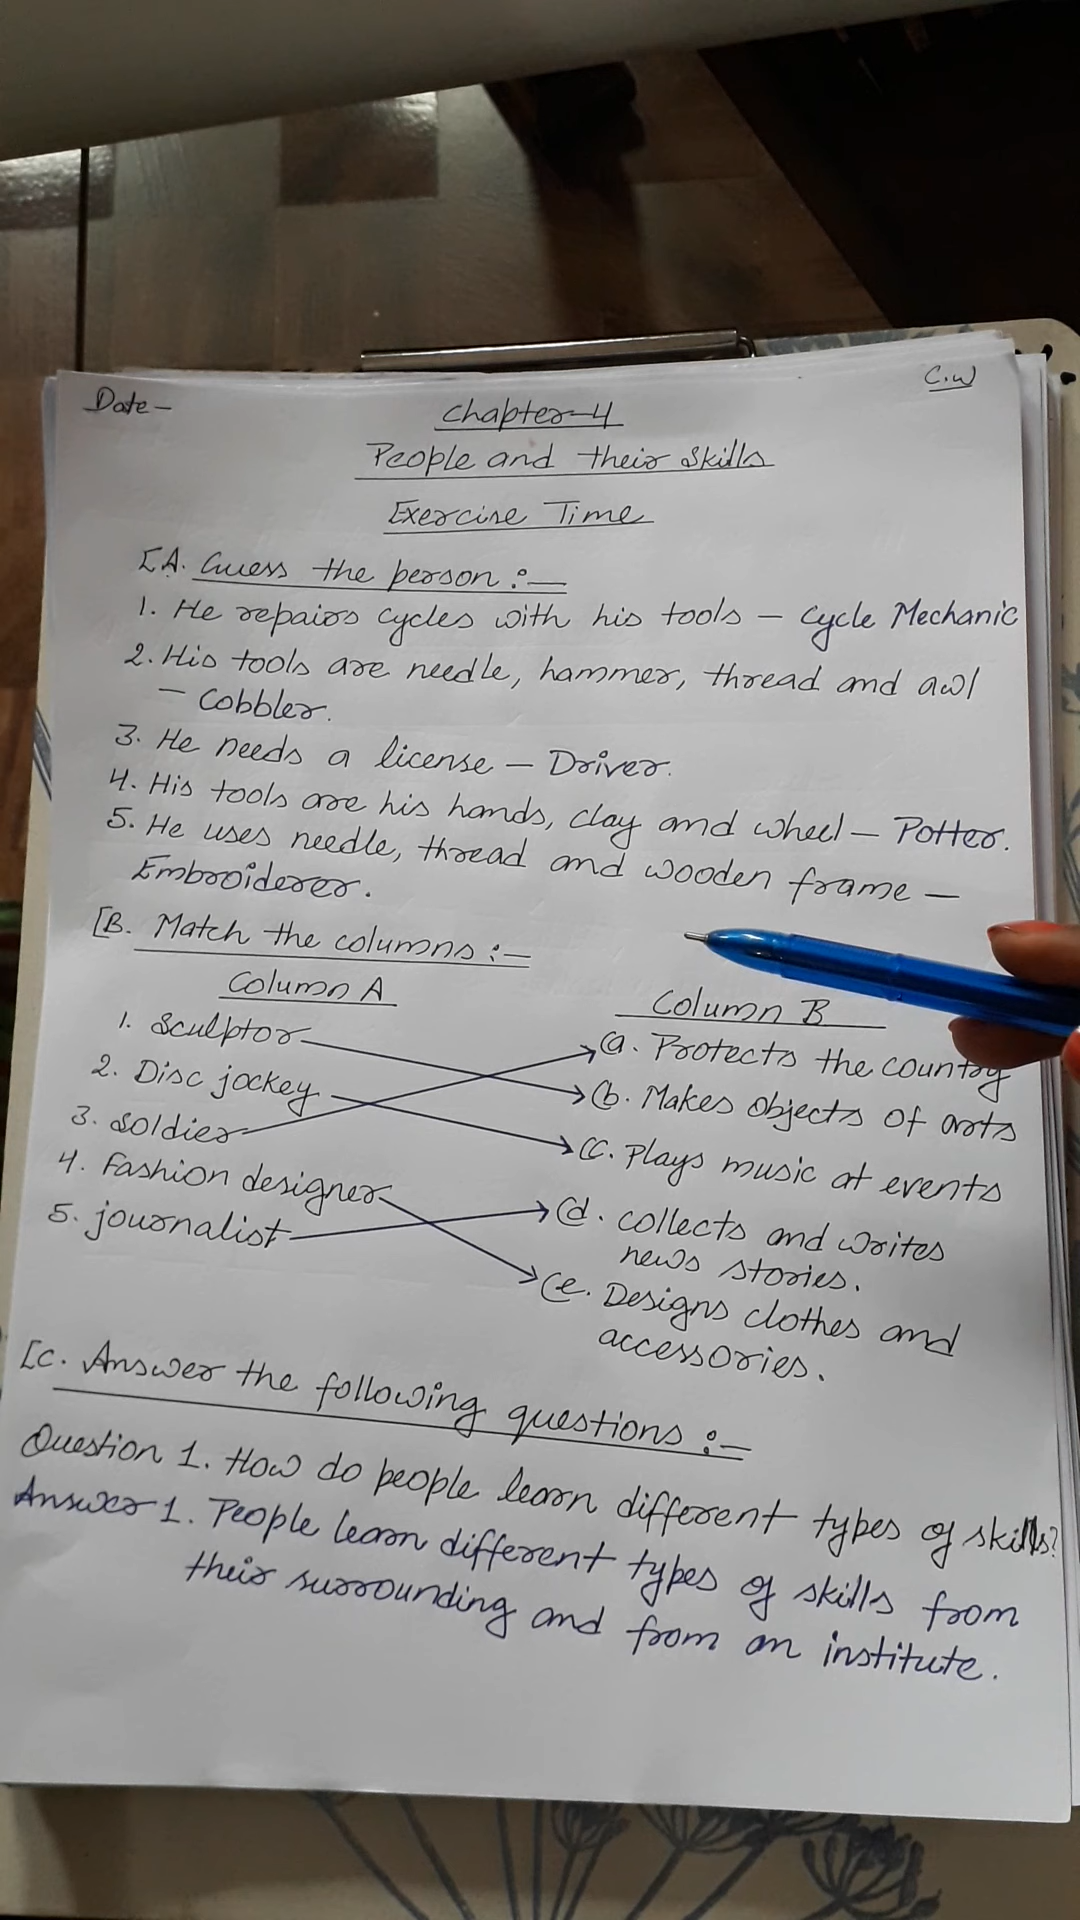 Date-
C.W
Chapter-4
People and their Skills
Exercise Time
[A. Guess the person :-
1. He repairs cycles with his tools - Cycle Mechanic
2. His tools are needle, hammer, thread and awl
- Cobbler.
3. He needs a license - Driver.
4. His tools are his hands, clay and wheel - Potter.
5. He uses needle, thread and wooden frame -
Embroiderer.
[B. Match the columns :-
Column A
Column B
1. Sculptor
(a. Protects the country
2. Disc jockey
(b. Makes objects of arts
3. Soldier
(c. Plays music at events
4. Fashion designer
(d. collects and writes
news stories.
5. journalist
(e. Designs clothes and
accessories.
[C. Answer the following questions :-
Question 1. How do people learn different types of skills?
Answer 1. People learn different types of skills from
their surrounding and from an institute.